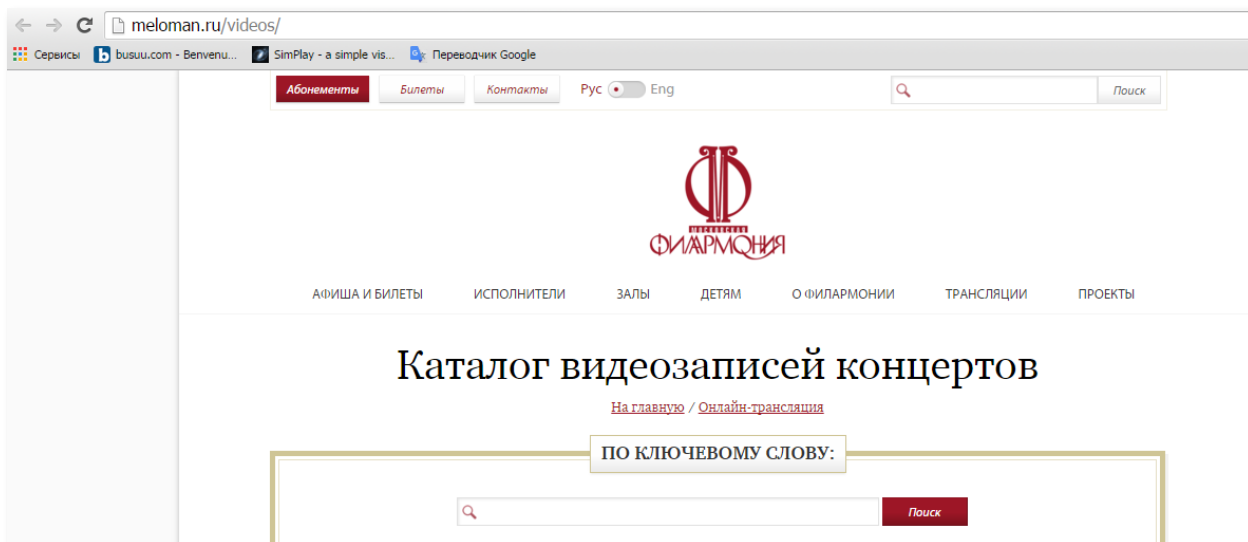 meloman.ru/videos/
Сервисы busuu.com - Benvenu... SimPlay - a simple vis... Переводчик Google
Абонементы Билеты Контакты Рус Eng Поиск
МОСКОВСКАЯ
ФИЛАРМОНИЯ
АФИША И БИЛЕТЫ ИСПОЛНИТЕЛИ ЗАЛЫ ДЕТЯМ О ФИЛАРМОНИИ ТРАНСЛЯЦИИ ПРОЕКТЫ
Каталог видеозаписей концертов
На главную / Онлайн-трансляция
ПО КЛЮЧЕВОМУ СЛОВУ:
Поиск